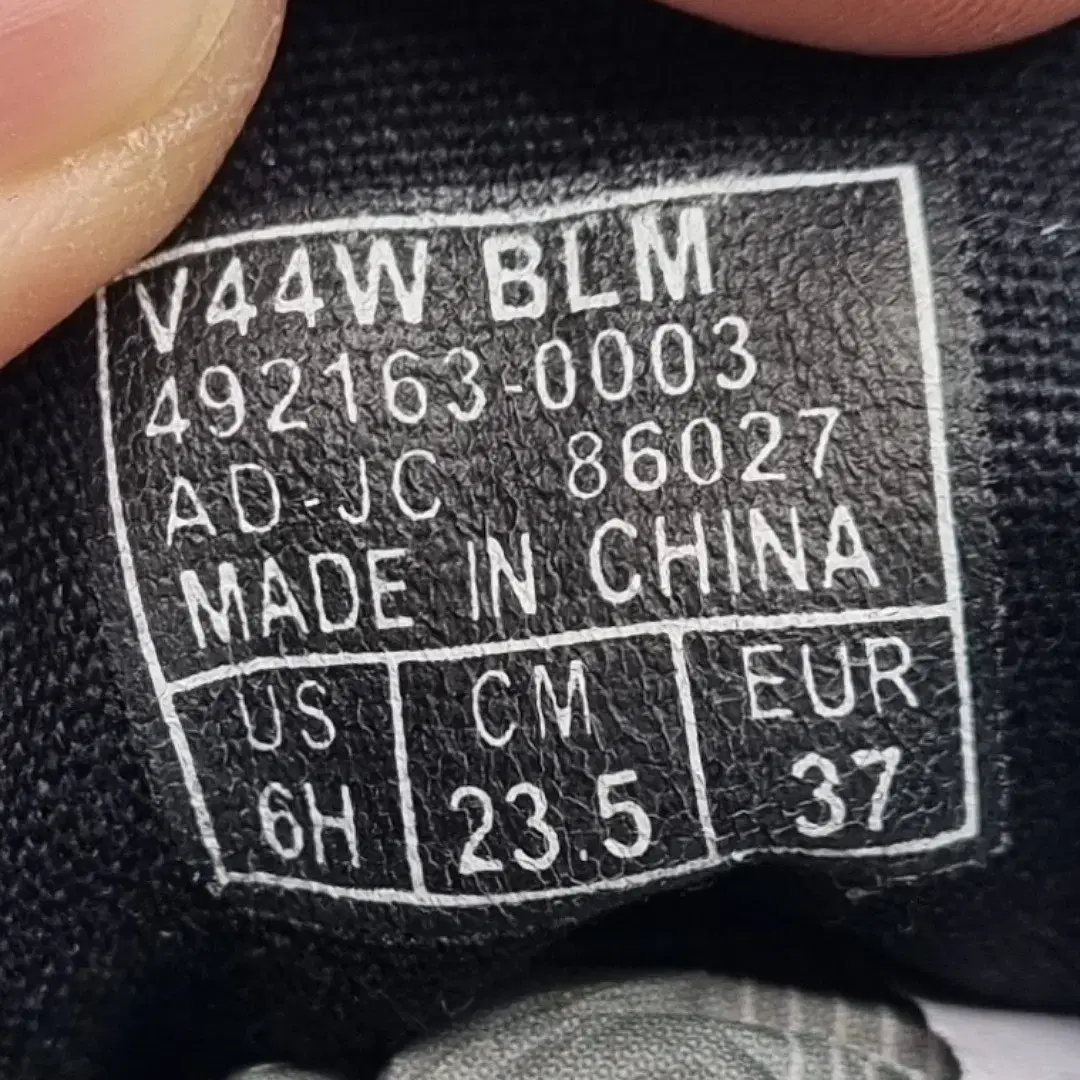 V44W BLM
492163-0003
AD-JC 86027
MADE IN CHINA
US CM EUR
6H 23.5 37